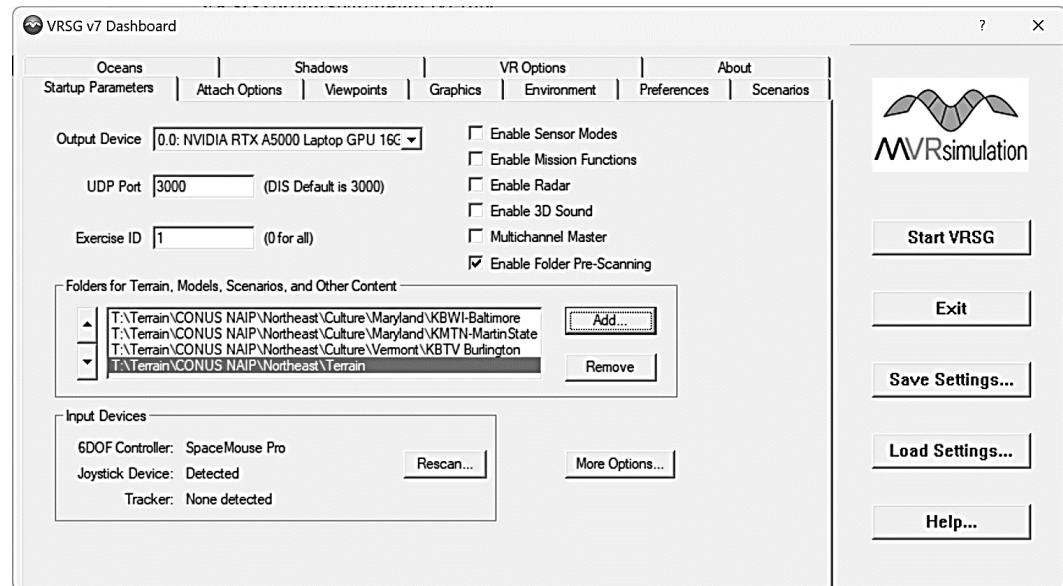 VRSG v7 Dashboard
?
Oceans
Shadows
VR Options
About
Startup Parameters
Attach Options
Viewpoints
Graphics
Environment
Preferences
Scenarios
Output Device
0.0: NVIDIA RTX A5000 Laptop GPU 16G
UDP Port
3000
(DIS Default is 3000)
Exercise ID
1
(0 for all)
Enable Sensor Modes
Enable Mission Functions
Enable Radar
Enable 3D Sound
Multichannel Master
Enable Folder Pre-Scanning
Folders for Terrain, Models, Scenarios, and Other Content
T:\Terrain\CONUS NAIP\Northeast\Culture\Maryland\KBWI-Baltimore
T:\Terrain\CONUS NAIP\Northeast\Culture\Maryland\KMTN-MartinState
T:\Terrain\CONUS NAIP\Northeast\Culture\Vermont\KBTV Burlington
T:\Terrain\CONUS NAIP\Northeast\Terrain
Add...
Remove
Input Devices
6DOF Controller: SpaceMouse Pro
Joystick Device: Detected
Tracker: None detected
Rescan...
More Options...
MVRsimulation
Start VRSG
Exit
Save Settings...
Load Settings...
Help...